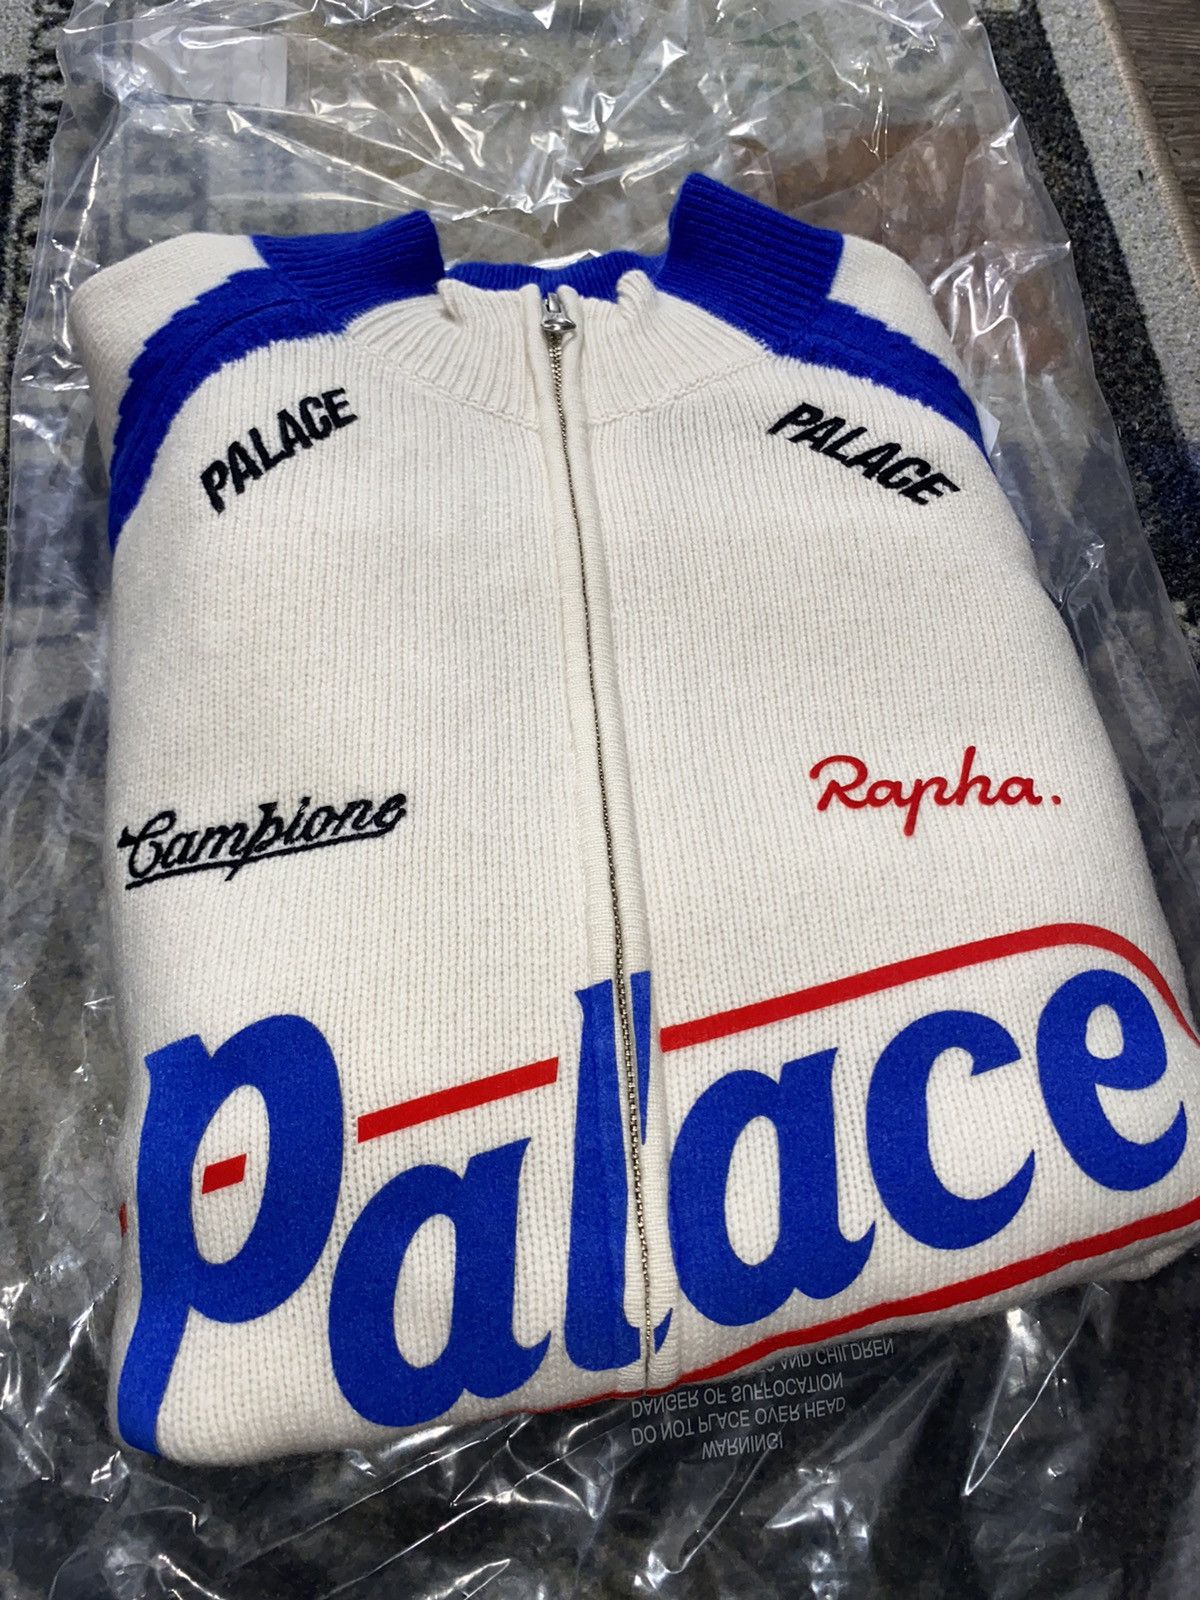 PALACE
PALACE
Campione
Rapha.
Palace
WARNING!
DO NOT PLACE OVER HEAD
DANGER OF SUFFOCATION
AND CHILDREN